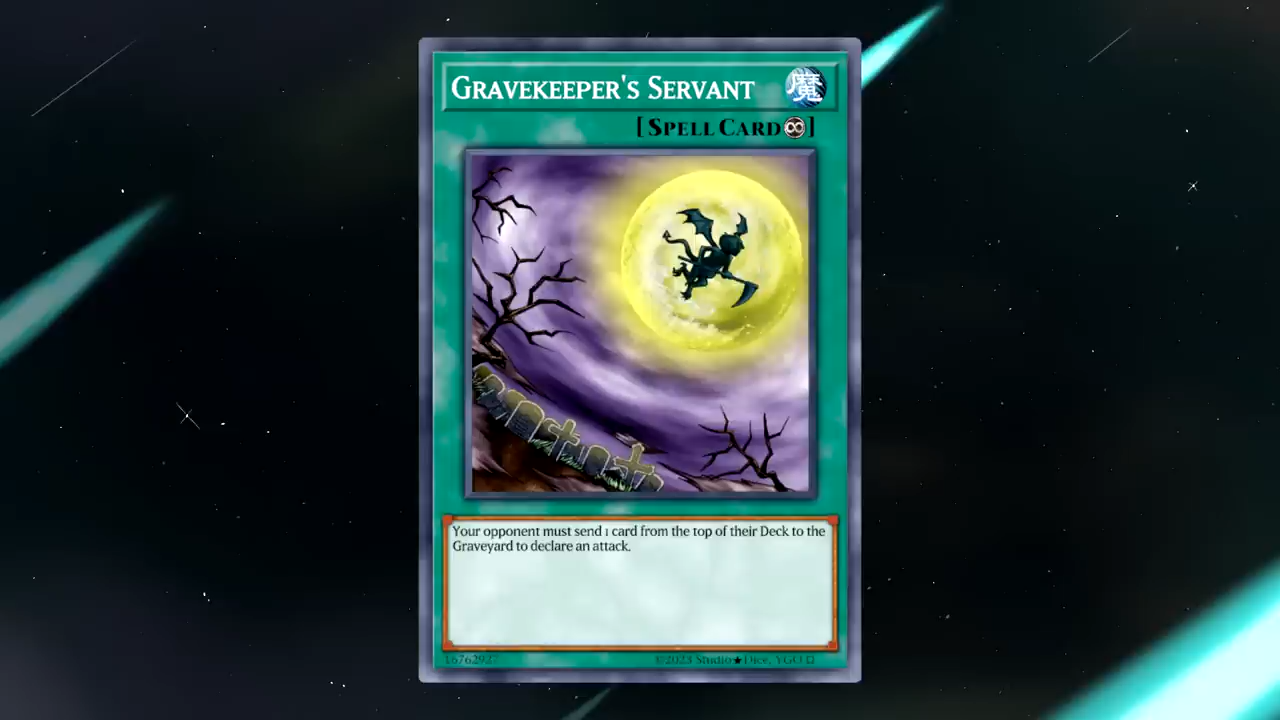 GRAVEKEEPER'S SERVANT 魔
[SPELL CARD♾]
Your opponent must send 1 card from the top of their Deck to the
Graveyard to declare an attack.
16762927
©2023 Studio★Dice, YGO